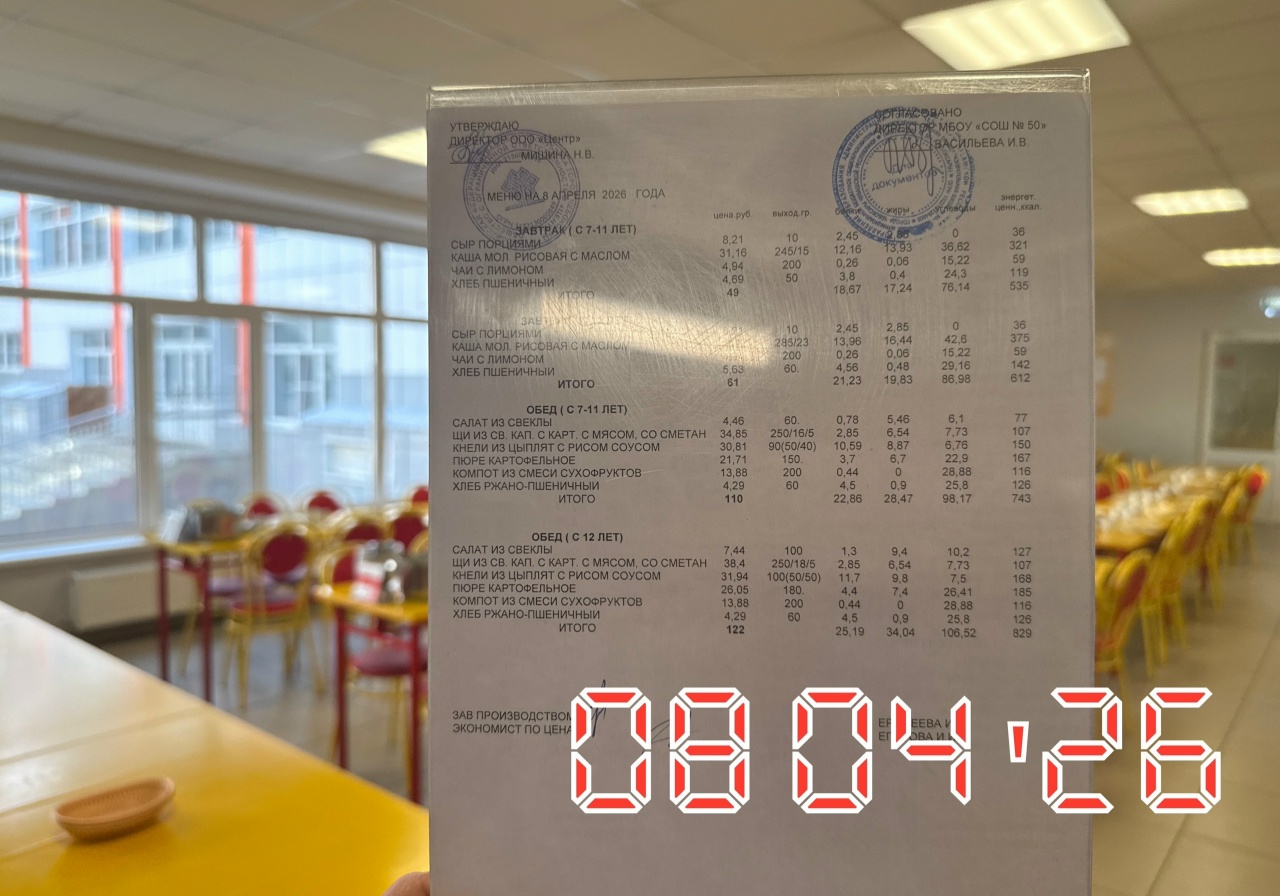 УТВЕРЖДАЮ
ДИРЕКТОР ООО «Центр»
МИШИНА Н.В.
СОГЛАСОВАНО
ДИРЕКТОР МБОУ «СОШ № 50»
ВАСИЛЬЕВА И.В.
документов
МЕНЮ НА 8 АПРЕЛЯ 2026 ГОДА
цена.руб. выход.гр. белки жиры углеводы энергет. ценн.,ккал.
ЗАВТРАК ( С 7-11 ЛЕТ)
СЫР ПОРЦИЯМИ 8,21 10 2,45 0 36
КАША МОЛ. РИСОВАЯ С МАСЛОМ 31,16 245/15 12,16 13,93 36,62 321
ЧАЙ С ЛИМОНОМ 4,94 200 0,26 0,06 15,22 59
ХЛЕБ ПШЕНИЧНЫЙ 4,69 50 3,8 0,4 24,3 119
ИТОГО 49 18,67 17,24 76,14 535
СЫР ПОРЦИЯМИ 10 2,45 2,85 0 36
КАША МОЛ. РИСОВАЯ С МАСЛОМ 285/23 13,96 16,44 42,6 375
ЧАЙ С ЛИМОНОМ 200 0,26 0,06 15,22 59
ХЛЕБ ПШЕНИЧНЫЙ 5,63 60. 4,56 0,48 29,16 142
ИТОГО 61 21,23 19,83 86,98 612
ОБЕД ( С 7-11 ЛЕТ)
САЛАТ ИЗ СВЕКЛЫ 4,46 60. 0,78 5,46 6,1 77
ЩИ ИЗ СВ. КАП. С КАРТ. С МЯСОМ, СО СМЕТАН 34,85 250/16/5 2,85 6,54 7,73 107
КНЕЛИ ИЗ ЦЫПЛЯТ С РИСОМ СОУСОМ 30,81 90(50/40) 10,59 8,87 6,76 150
ПЮРЕ КАРТОФЕЛЬНОЕ 21,71 150. 3,7 6,7 22,9 167
КОМПОТ ИЗ СМЕСИ СУХОФРУКТОВ 13,88 200 0,44 0 28,88 116
ХЛЕБ РЖАНО-ПШЕНИЧНЫЙ 4,29 60 4,5 0,9 25,8 126
ИТОГО 110 22,86 28,47 98,17 743
ОБЕД ( С 12 ЛЕТ)
САЛАТ ИЗ СВЕКЛЫ 7,44 100 1,3 9,4 10,2 127
ЩИ ИЗ СВ. КАП. С КАРТ. С МЯСОМ, СО СМЕТАН 38,4 250/18/5 2,85 6,54 7,73 107
КНЕЛИ ИЗ ЦЫПЛЯТ С РИСОМ СОУСОМ 31,94 100(50/50) 11,7 9,8 7,5 168
ПЮРЕ КАРТОФЕЛЬНОЕ 26,05 180. 4,4 7,4 26,41 185
КОМПОТ ИЗ СМЕСИ СУХОФРУКТОВ 13,88 200 0,44 0 28,88 116
ХЛЕБ РЖАНО-ПШЕНИЧНЫЙ 4,29 60 4,5 0,9 25,8 126
ИТОГО 122 25,19 34,04 106,52 829
ЗАВ ПРОИЗВОДСТВОМ
ЭКОНОМИСТ ПО ЦЕНА
08 04 '26